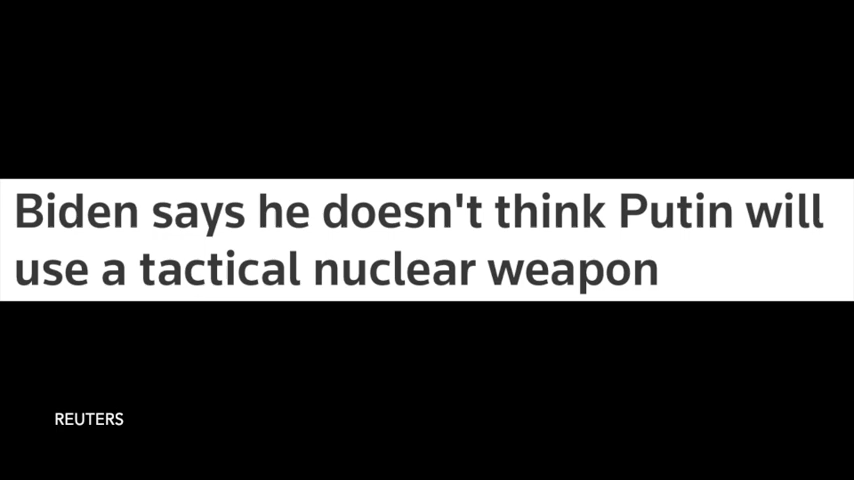 Biden says he doesn't think Putin will
use a tactical nuclear weapon
REUTERS